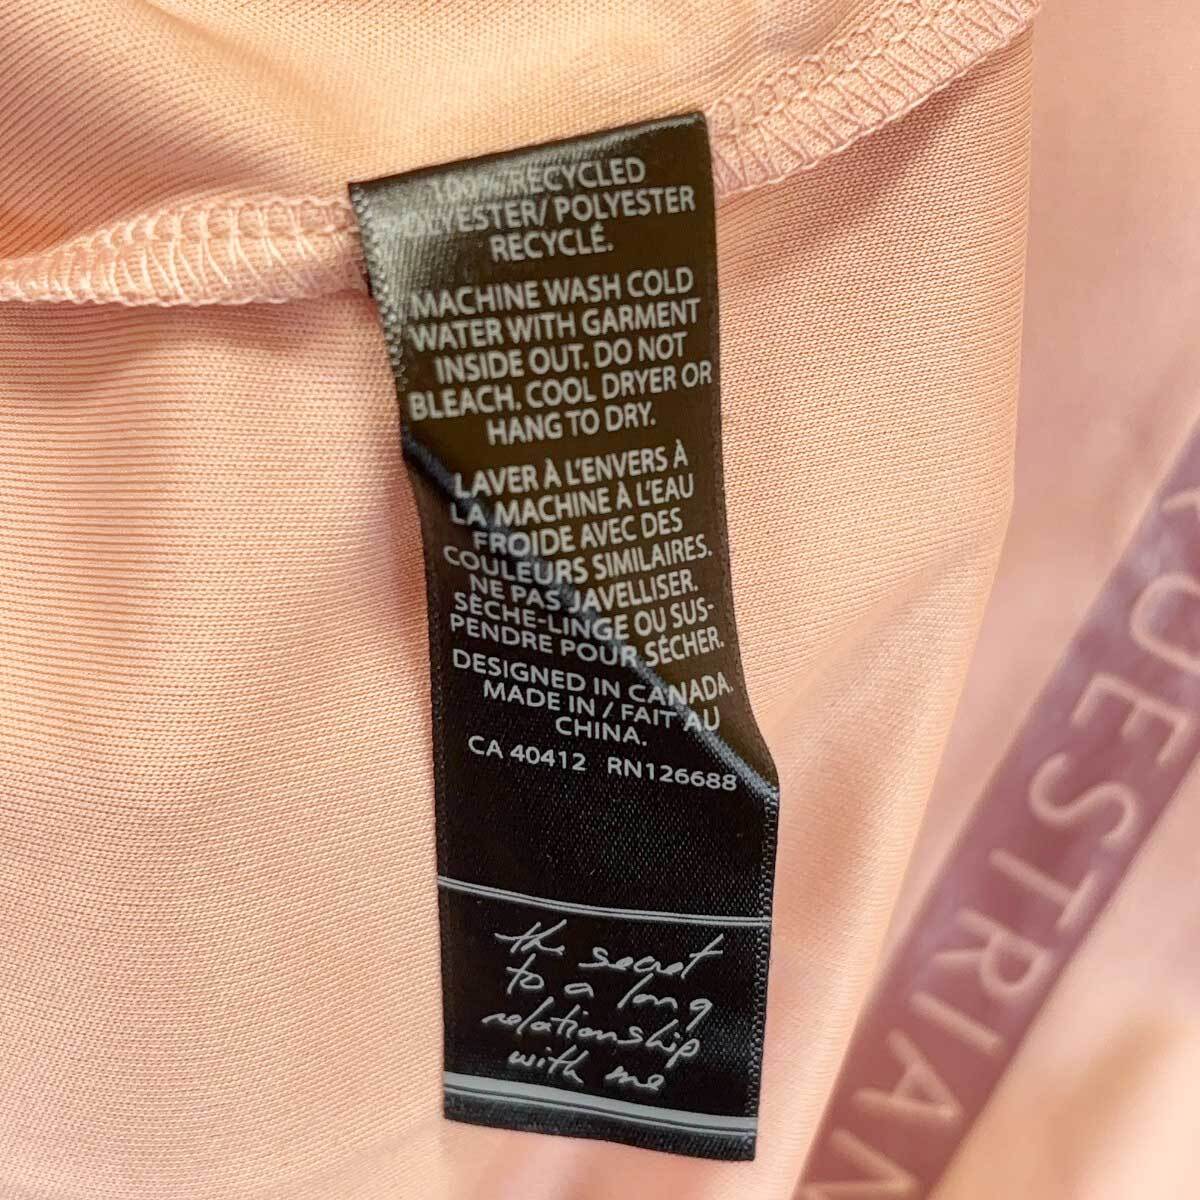 100% RECYCLED
POLYESTER/ POLYESTER
RECYCLÉ.
MACHINE WASH COLD
WATER WITH GARMENT
INSIDE OUT. DO NOT
BLEACH. COOL DRYER OR
HANG TO DRY.
LAVER À L'ENVERS À
LA MACHINE À L'EAU
FROIDE AVEC DES
COULEURS SIMILAIRES.
NE PAS JAVELLISER.
SÈCHE-LINGE OU SUS-
PENDRE POUR SÉCHER.
DESIGNED IN CANADA.
MADE IN / FAIT AU
CHINA.
CA 40412 RN126688
the secret
to a long
relationship
with me